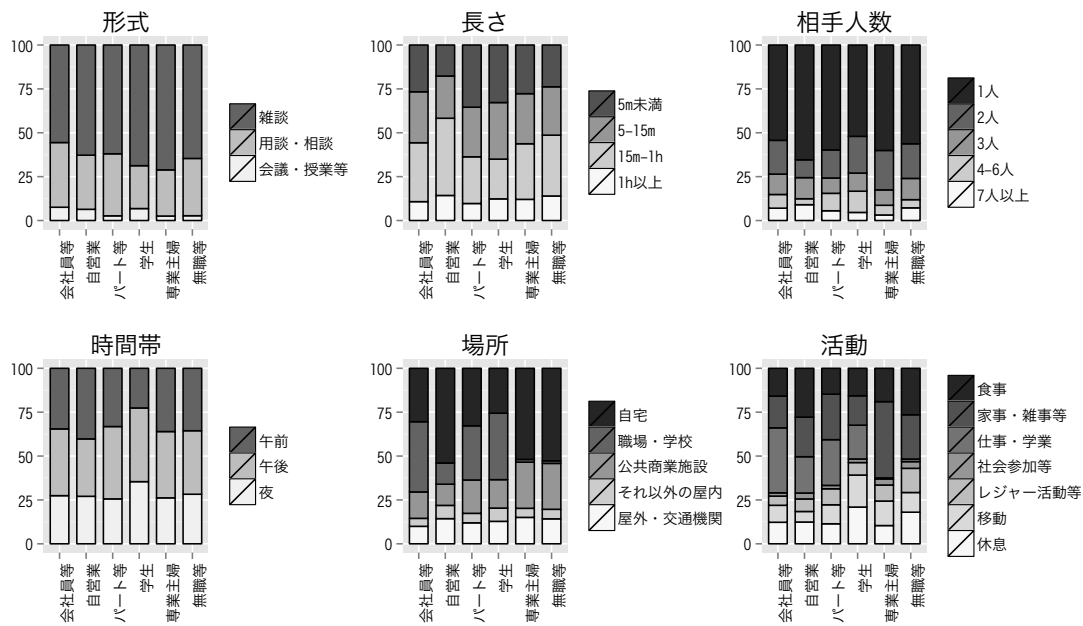 形式
100
75
50
25
0
会社員等
自営業
パート等
学生
専業主婦
無職等
雑談
用談・相談
会議・授業等
長さ
100
75
50
25
0
会社員等
自営業
パート等
学生
専業主婦
無職等
5m未満
5–15m
15m–1h
1h以上
相手人数
100
75
50
25
0
会社員等
自営業
パート等
学生
専業主婦
無職等
1人
2人
3人
4–6人
7人以上
時間帯
100
75
50
25
0
会社員等
自営業
パート等
学生
専業主婦
無職等
午前
午後
夜
場所
100
75
50
25
0
会社員等
自営業
パート等
学生
専業主婦
無職等
自宅
職場・学校
公共商業施設
それ以外の屋内
屋外・交通機関
活動
100
75
50
25
0
会社員等
自営業
パート等
学生
専業主婦
無職等
食事
家事・雑事等
仕事・学業
社会参加等
レジャー活動等
移動
休息